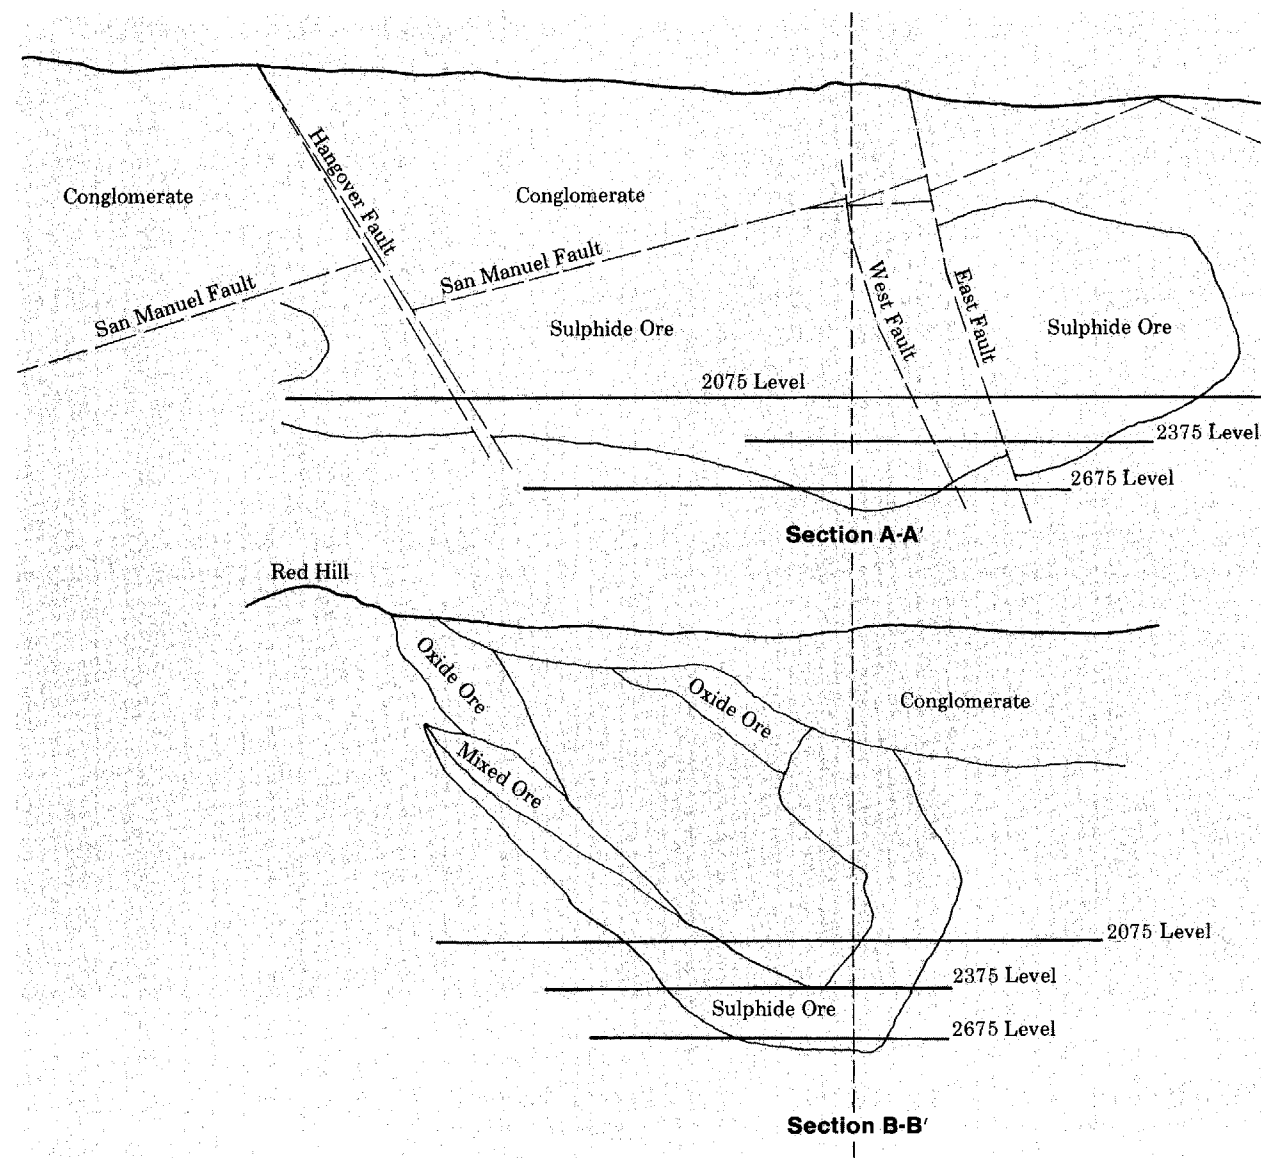 Hangover Fault
Conglomerate
Conglomerate
San Manuel Fault
San Manuel Fault
West Fault
East Fault
Sulphide Ore
Sulphide Ore
2075 Level
2375 Level
2675 Level
Section A-A′
Red Hill
Oxide Ore
Oxide Ore
Conglomerate
Mixed Ore
2075 Level
2375 Level
Sulphide Ore
2675 Level
Section B-B′